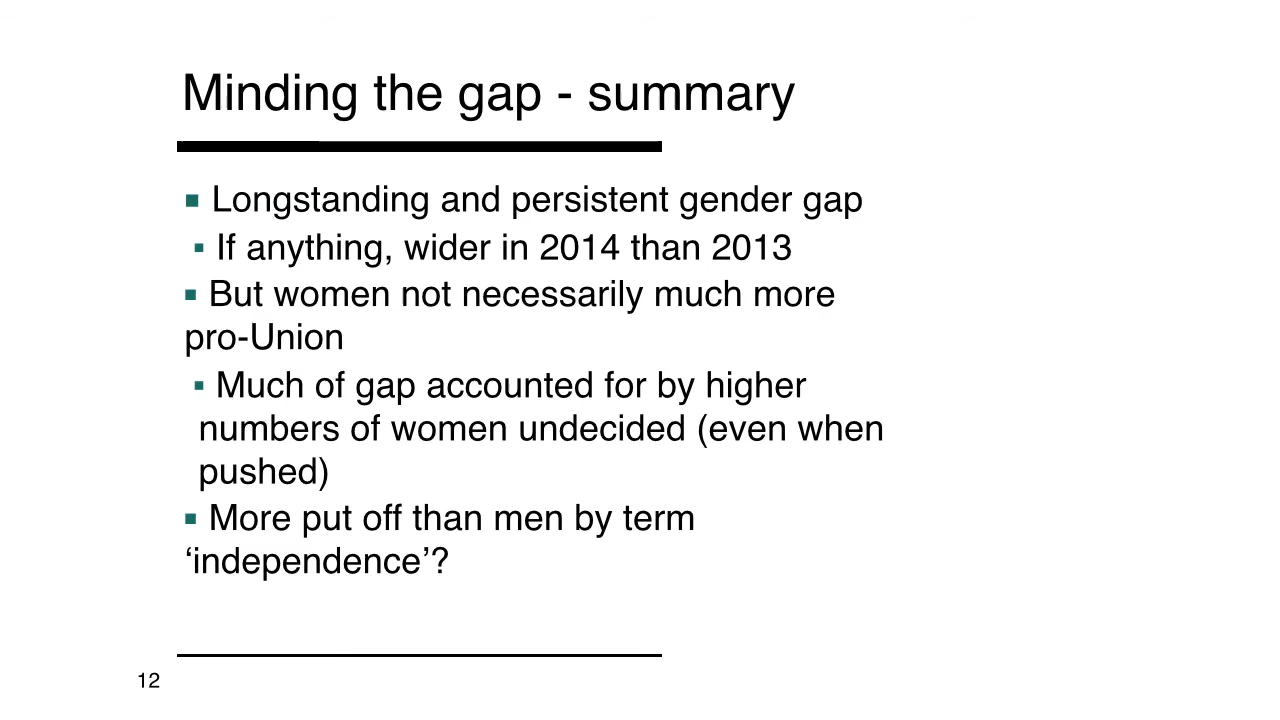 Minding the gap - summary
▪ Longstanding and persistent gender gap
▪ If anything, wider in 2014 than 2013
▪ But women not necessarily much more
pro-Union
▪ Much of gap accounted for by higher
numbers of women undecided (even when
pushed)
▪ More put off than men by term
‘independence’?
12